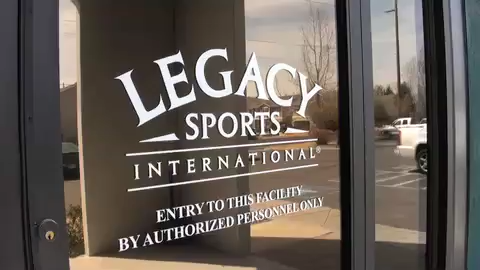 LEGACY
SPORTS
INTERNATIONAL®
ENTRY TO THIS FACILITY
BY AUTHORIZED PERSONNEL ONLY